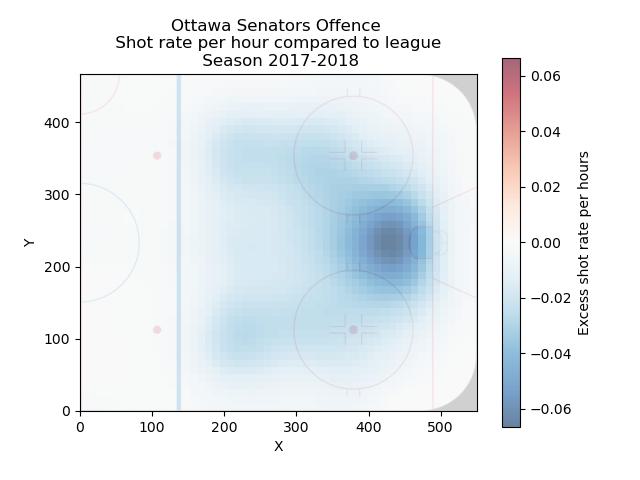 Ottawa Senators Offence
Shot rate per hour compared to league
Season 2017-2018
400
300
200
100
0
Y
0 100 200 300 400 500
X
0.06
0.04
0.02
0.00
−0.02
−0.04
−0.06
Excess shot rate per hours